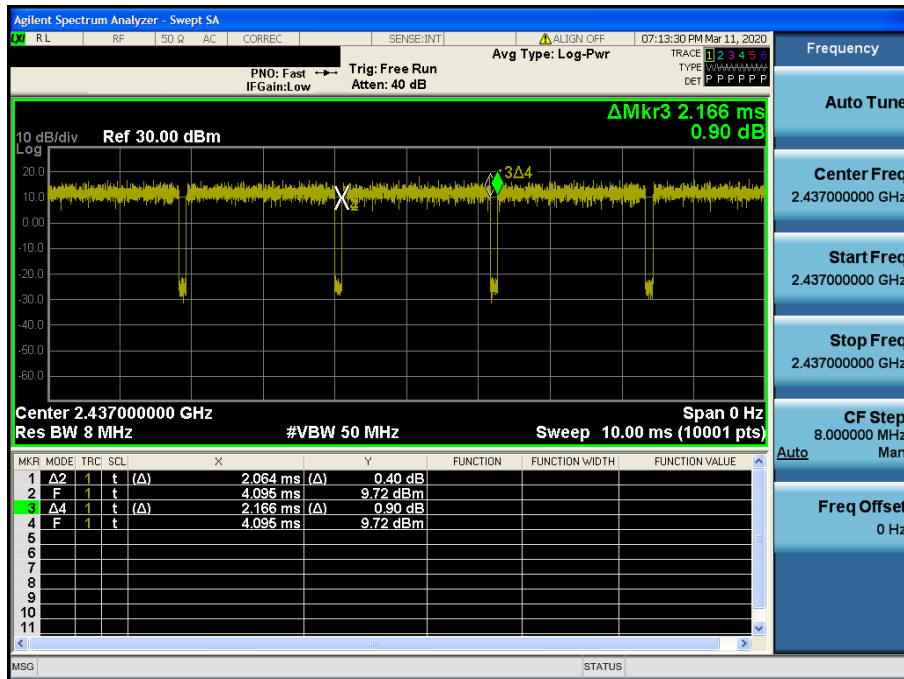 Agilent Spectrum Analyzer - Swept SA
LXI RL RF 50 Ω AC CORREC SENSE:INT ALIGN OFF 07:13:30 PM Mar 11, 2020
Frequency
Avg Type: Log-Pwr
TRACE 1 2 3 4 5 6
PNO: Fast Trig: Free Run
TYPE WWWWWW
IFGain:Low Atten: 40 dB
DET P P P P P P
Auto Tune
ΔMkr3 2.166 ms
0.90 dB
10 dB/div Ref 30.00 dBm
Log
20.0
10.0
0.00
-10.0
-20.0
-30.0
-40.0
-50.0
-60.0
3Δ4
X
2
Center Freq
2.437000000 GHz
Start Freq
2.437000000 GHz
Stop Freq
2.437000000 GHz
Center 2.437000000 GHz Span 0 Hz
Res BW 8 MHz #VBW 50 MHz Sweep 10.00 ms (10001 pts)
CF Step
8.000000 MHz
Auto Man
Freq Offset
0 Hz
MKR MODE TRC SCL X Y FUNCTION FUNCTION WIDTH FUNCTION VALUE
1 Δ2 1 t (Δ) 2.064 ms (Δ) 0.40 dB
2 F 1 t 4.095 ms 9.72 dBm
3 Δ4 1 t (Δ) 2.166 ms (Δ) 0.90 dB
4 F 1 t 4.095 ms 9.72 dBm
5
6
7
8
9
10
11
MSG STATUS